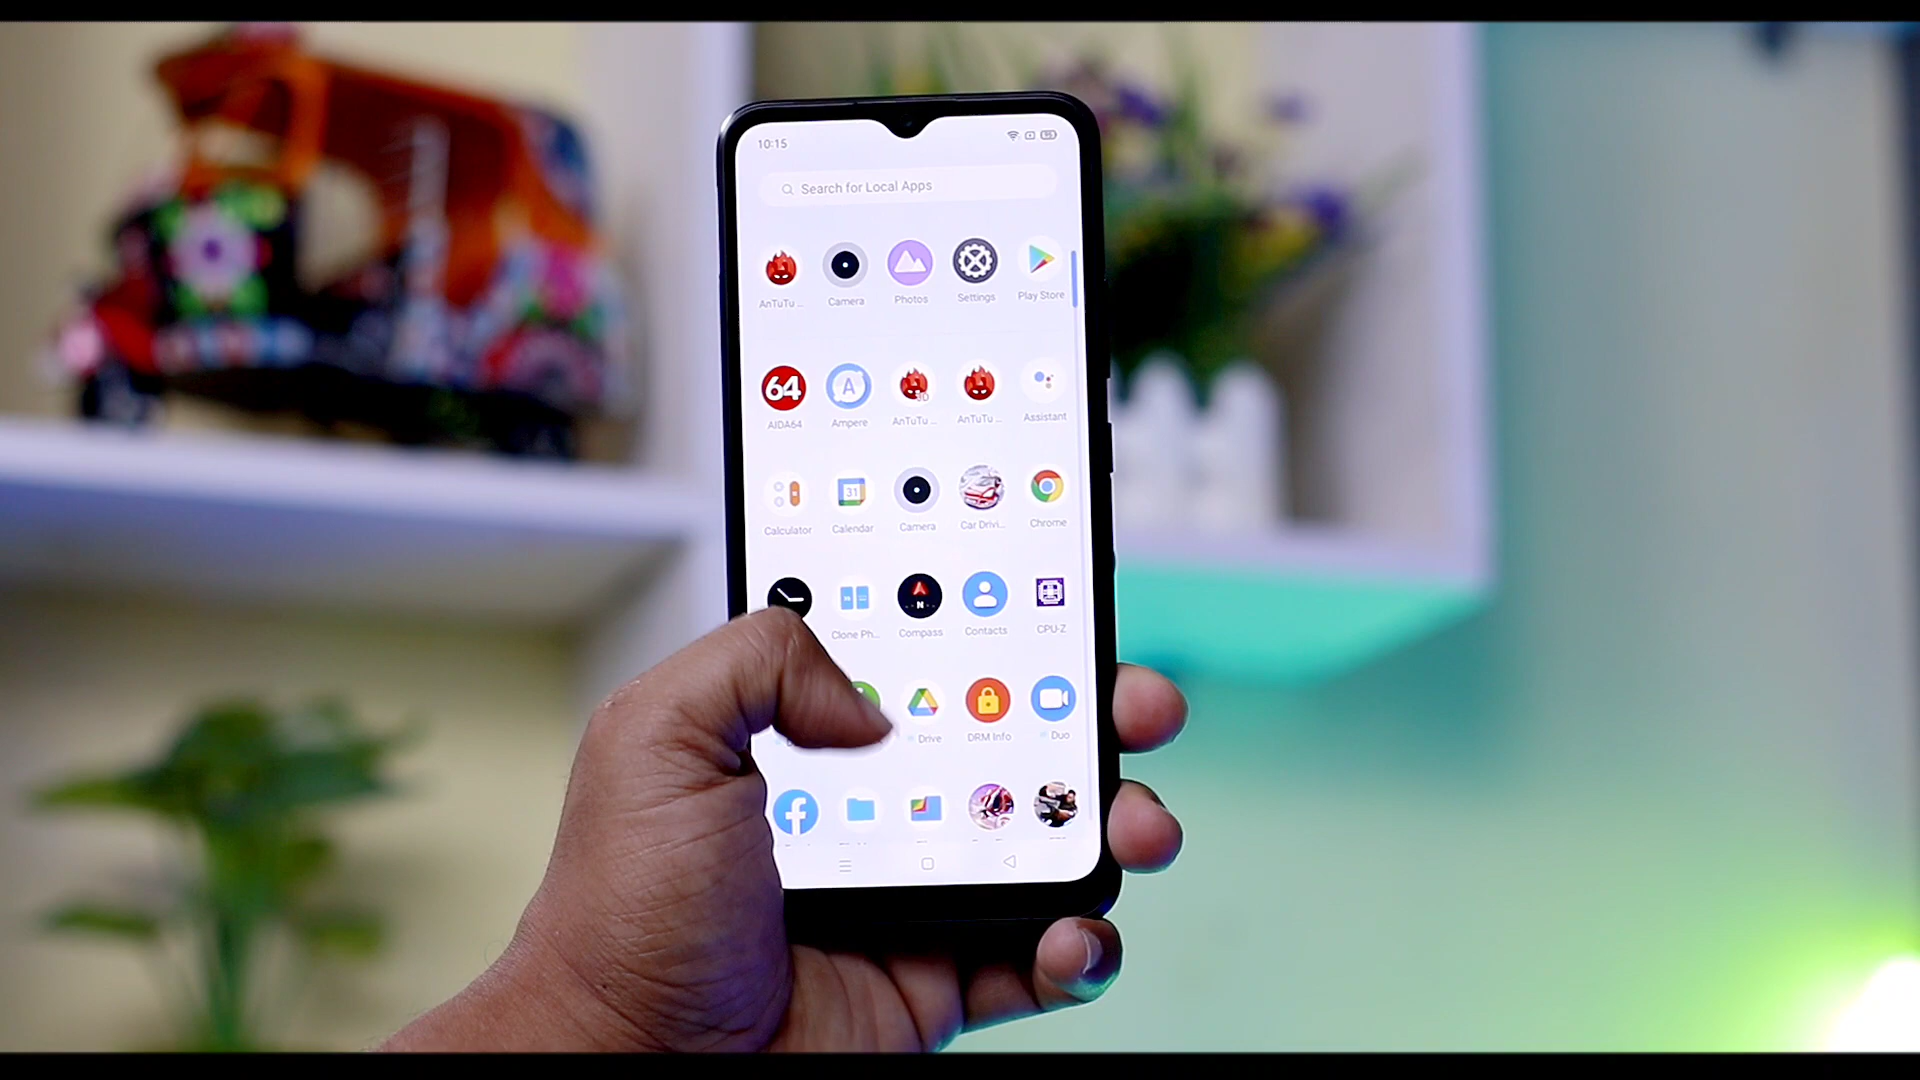 10:15
Search for Local Apps
AnTuTu ... Camera Photos Settings Play Store
64 A 3D
AIDA64 Ampere AnTuTu ... AnTuTu ... Assistant
31
Calculator Calendar Camera Car Drivi... Chrome
N
Clone Ph... Compass Contacts CPU-Z
Drive DRM Info Duo